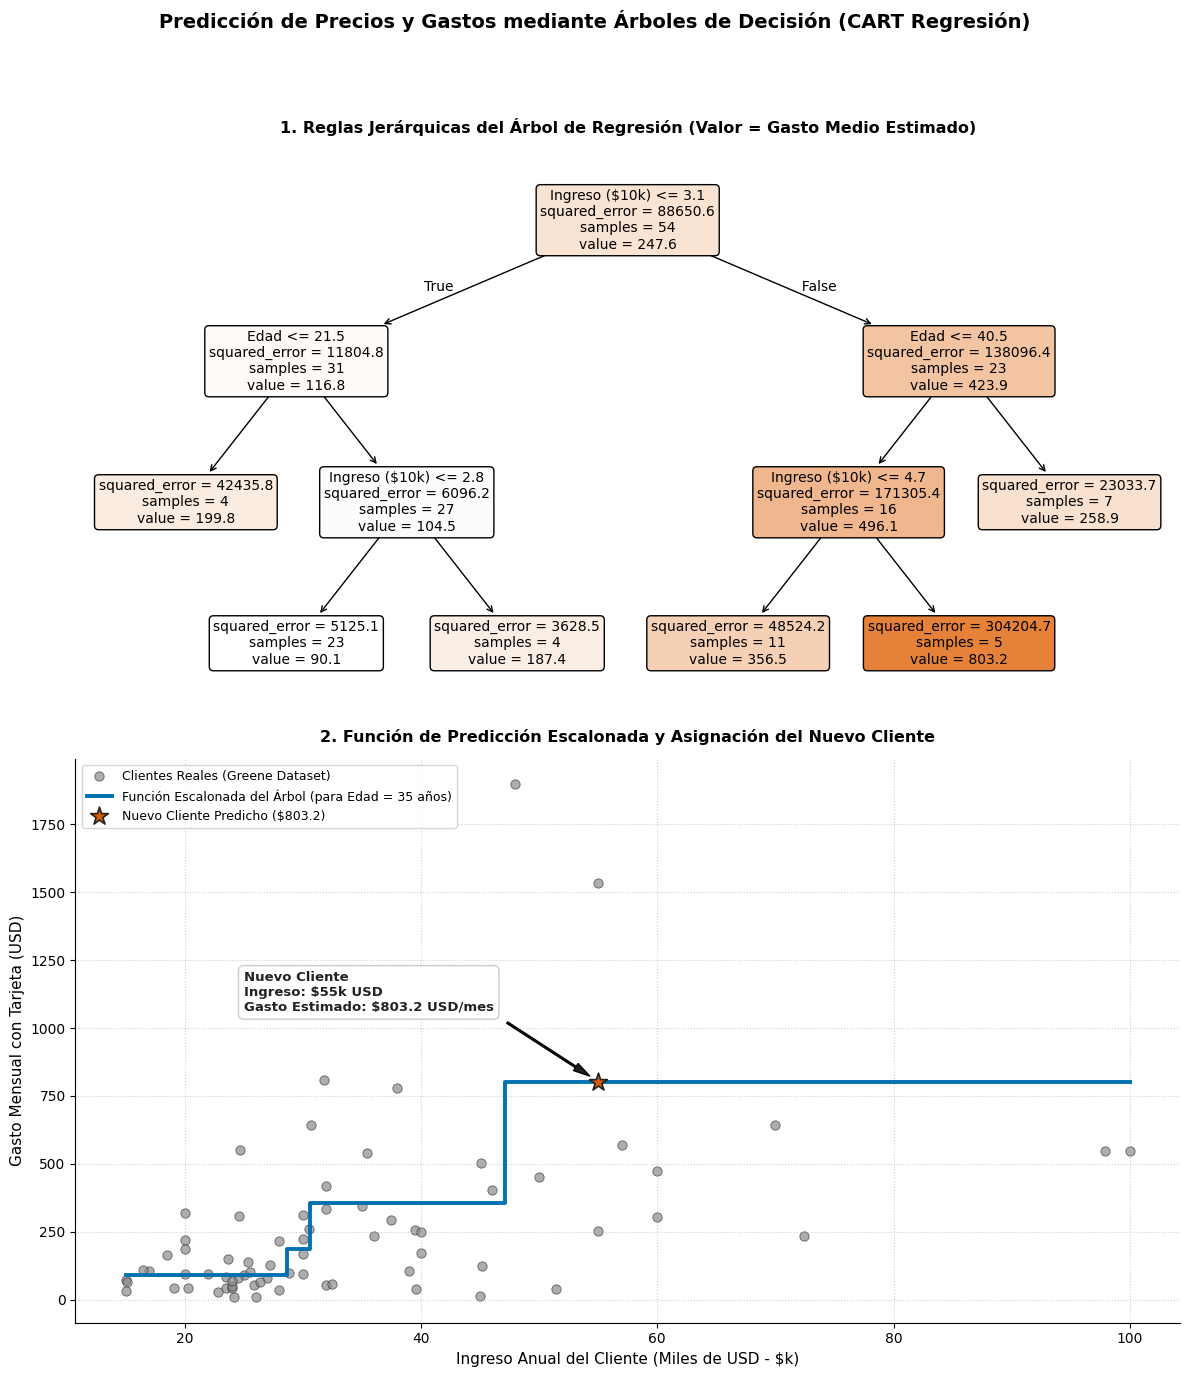 Predicción de Precios y Gastos mediante Árboles de Decisión (CART Regresión)
1. Reglas Jerárquicas del Árbol de Regresión (Valor = Gasto Medio Estimado)
Ingreso ($10k) <= 3.1
squared_error = 88650.6
samples = 54
value = 247.6
True
False
Edad <= 21.5
squared_error = 11804.8
samples = 31
value = 116.8
Edad <= 40.5
squared_error = 138096.4
samples = 23
value = 423.9
squared_error = 42435.8
samples = 4
value = 199.8
Ingreso ($10k) <= 2.8
squared_error = 6096.2
samples = 27
value = 104.5
Ingreso ($10k) <= 4.7
squared_error = 171305.4
samples = 16
value = 496.1
squared_error = 23033.7
samples = 7
value = 258.9
squared_error = 5125.1
samples = 23
value = 90.1
squared_error = 3628.5
samples = 4
value = 187.4
squared_error = 48524.2
samples = 11
value = 356.5
squared_error = 304204.7
samples = 5
value = 803.2
2. Función de Predicción Escalonada y Asignación del Nuevo Cliente
Clientes Reales (Greene Dataset)
Función Escalonada del Árbol (para Edad = 35 años)
Nuevo Cliente Predicho ($803.2)
Nuevo Cliente
Ingreso: $55k USD
Gasto Estimado: $803.2 USD/mes
Gasto Mensual con Tarjeta (USD)
1750
1500
1250
1000
750
500
250
0
20
40
60
80
100
Ingreso Anual del Cliente (Miles de USD - $k)